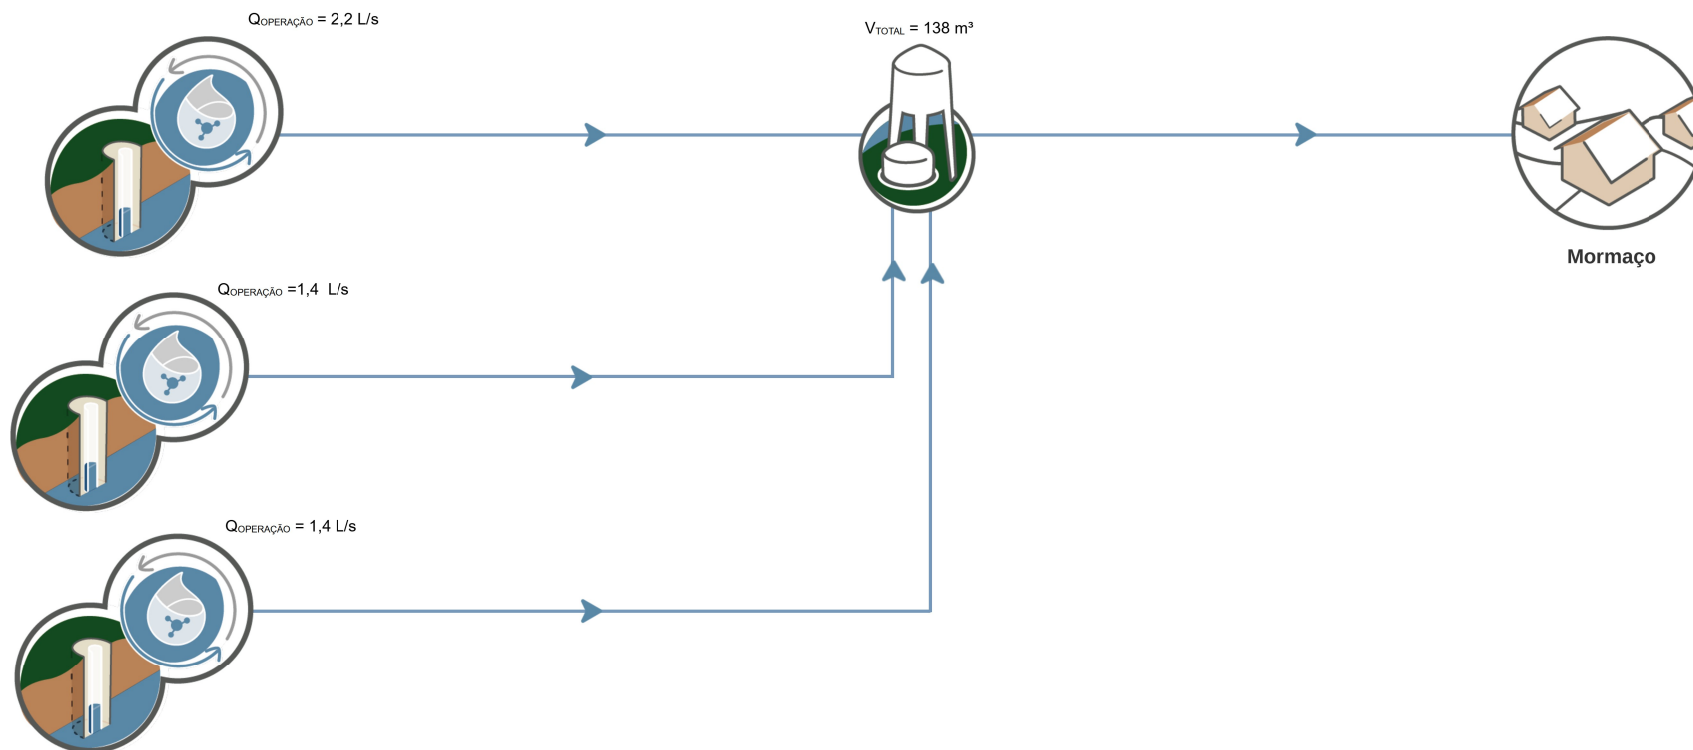 QOPERAÇÃO = 2,2 L/s
VTOTAL = 138 m³
Mormaço
QOPERAÇÃO =1,4 L/s
QOPERAÇÃO = 1,4 L/s